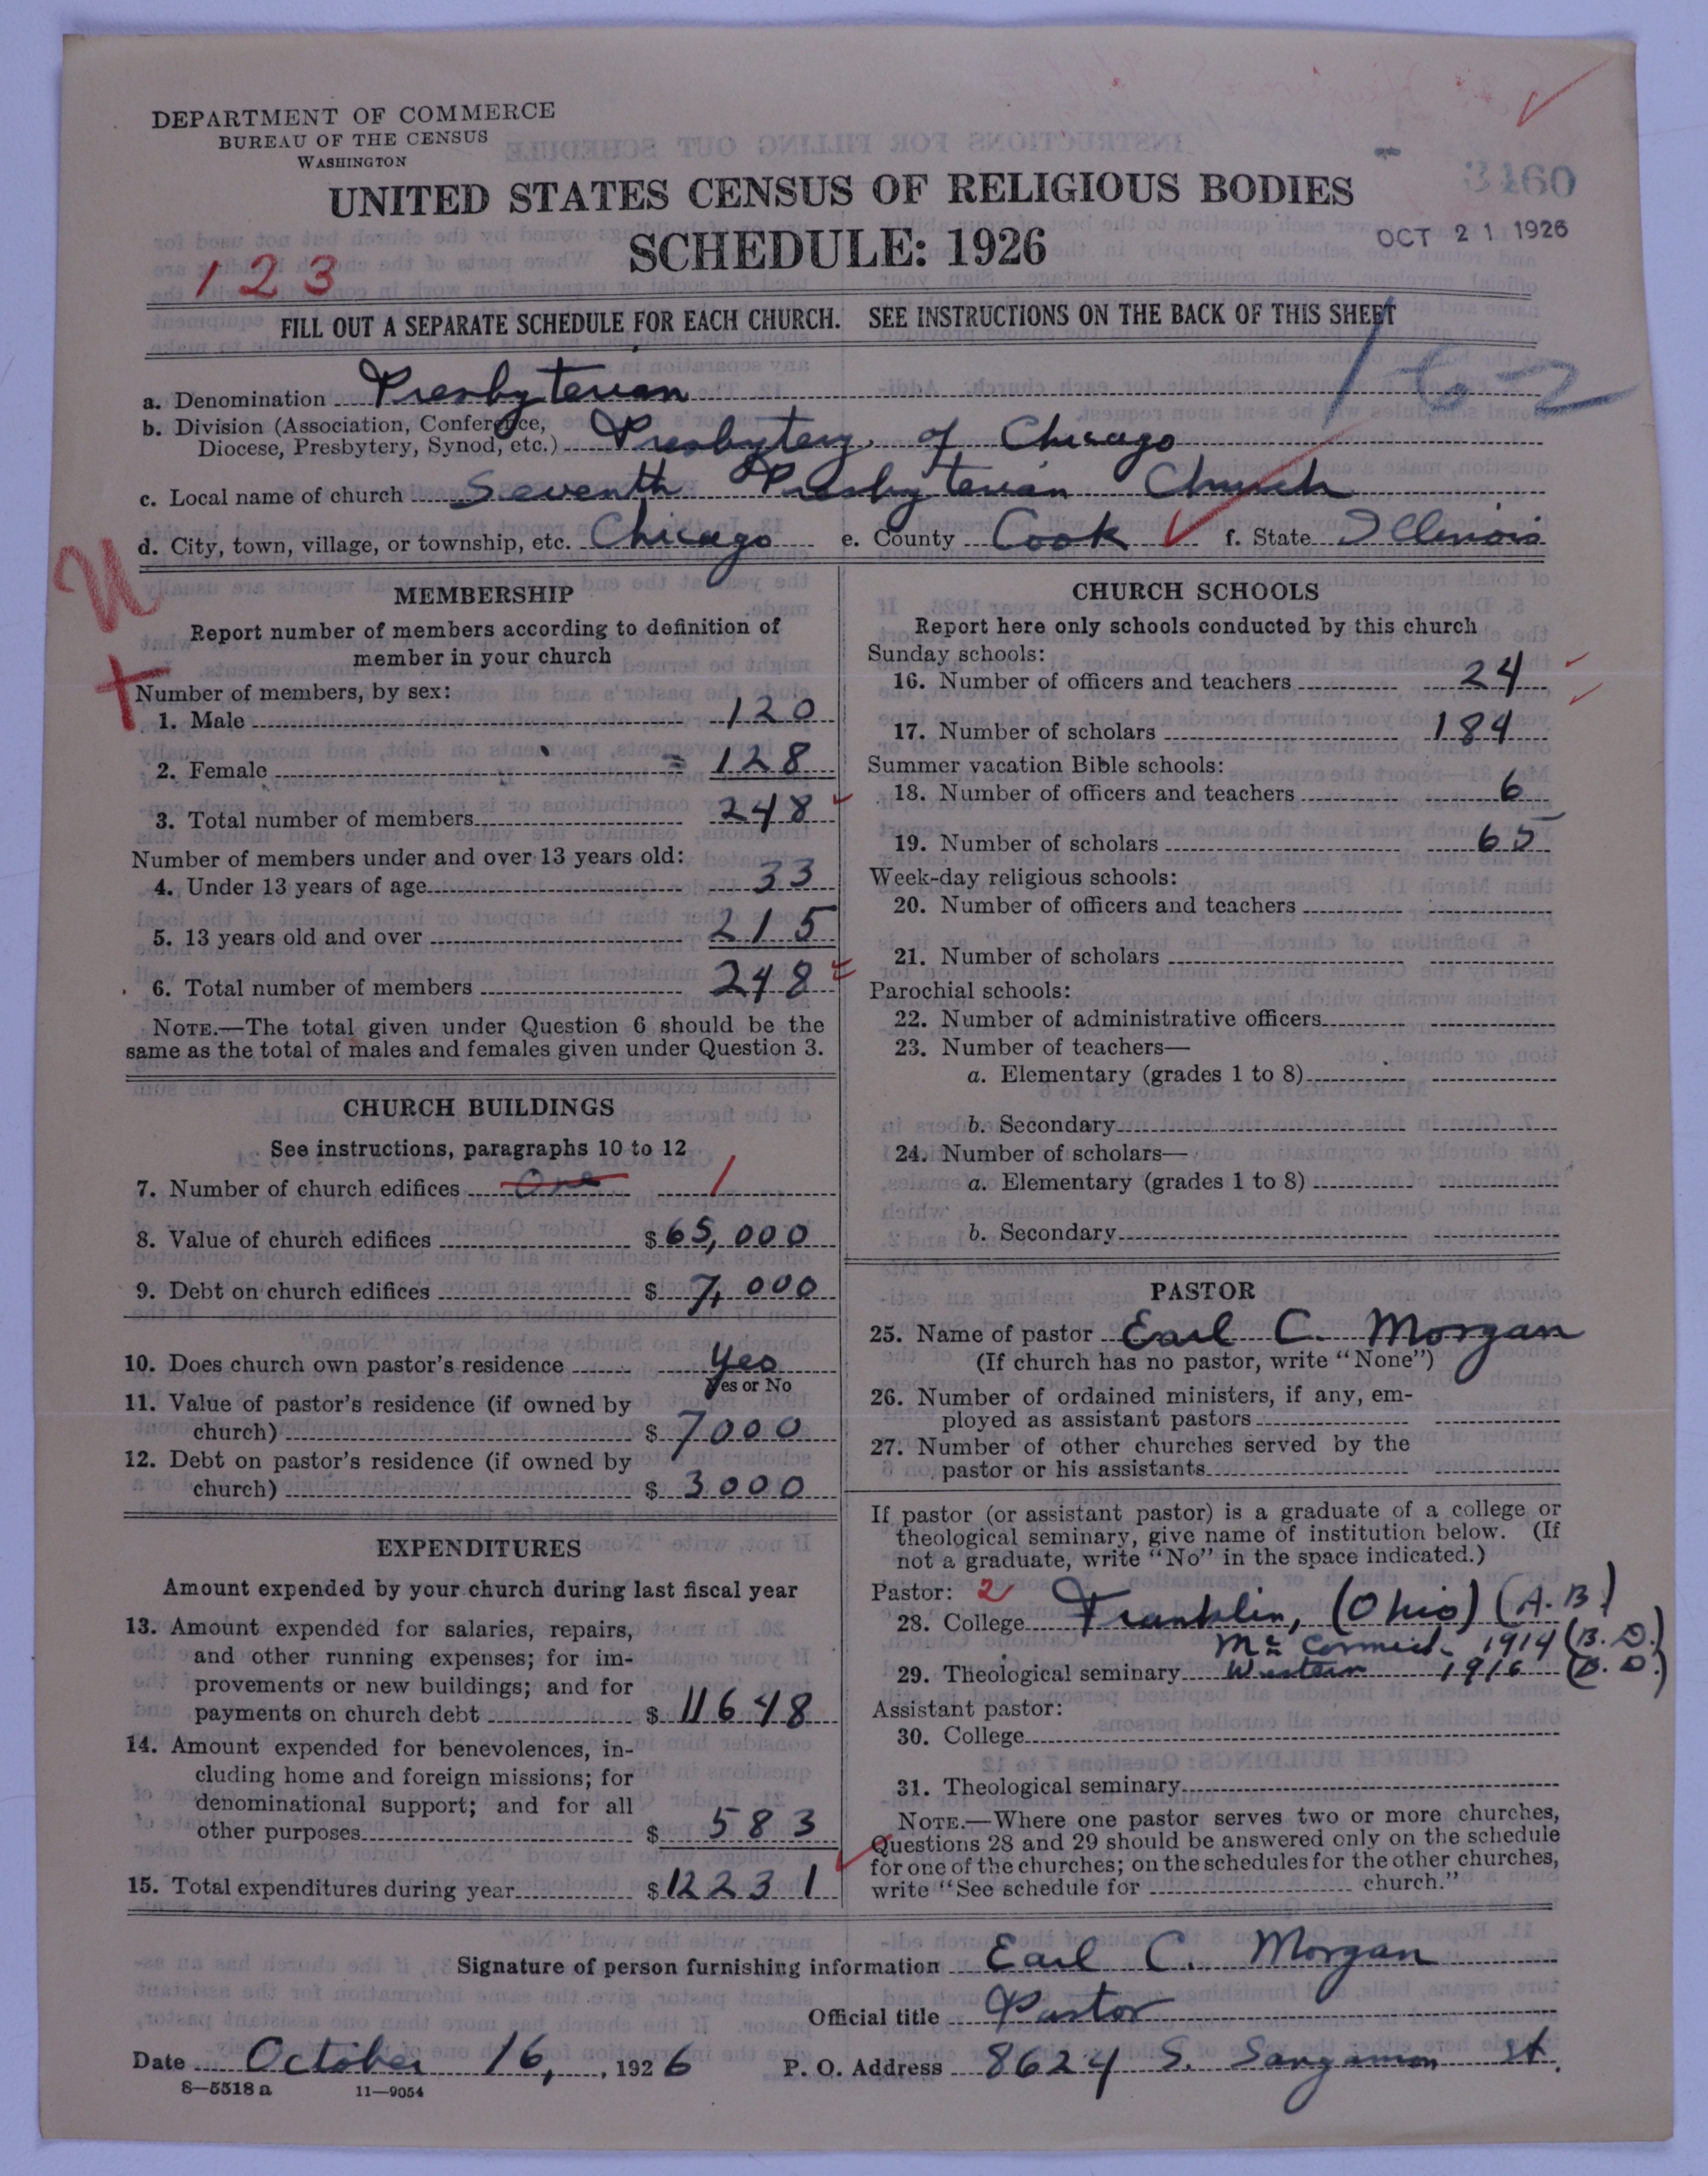 DEPARTMENT OF COMMERCE
BUREAU OF THE CENSUS
WASHINGTON
UNITED STATES CENSUS OF RELIGIOUS BODIES
3460
SCHEDULE: 1926
OCT 21 1926
123
FILL OUT A SEPARATE SCHEDULE FOR EACH CHURCH. SEE INSTRUCTIONS ON THE BACK OF THIS SHEET
162
a. Denomination Presbyterian
b. Division (Association, Conference,
Diocese, Presbytery, Synod, etc.) Presbytery of Chicago
c. Local name of church Seventh Presbyterian Church
d. City, town, village, or township, etc. Chicago e. County Cook f. State Illinois
MEMBERSHIP
Report number of members according to definition of
member in your church
Number of members, by sex:
1. Male 120
2. Female 128
3. Total number of members 248
Number of members under and over 13 years old:
4. Under 13 years of age 33
5. 13 years old and over 215
6. Total number of members 248
NOTE.—The total given under Question 6 should be the
same as the total of males and females given under Question 3.
CHURCH BUILDINGS
See instructions, paragraphs 10 to 12
7. Number of church edifices One 1
8. Value of church edifices $65,000
9. Debt on church edifices $7,000
10. Does church own pastor's residence Yes
Yes or No
11. Value of pastor's residence (if owned by
church) $7000
12. Debt on pastor's residence (if owned by
church) $3000
EXPENDITURES
Amount expended by your church during last fiscal year
13. Amount expended for salaries, repairs,
and other running expenses; for im-
provements or new buildings; and for
payments on church debt $11648
14. Amount expended for benevolences, in-
cluding home and foreign missions; for
denominational support; and for all
other purposes $583
15. Total expenditures during year $12231
CHURCH SCHOOLS
Report here only schools conducted by this church
Sunday schools:
16. Number of officers and teachers 24
17. Number of scholars 184
Summer vacation Bible schools:
18. Number of officers and teachers 6
19. Number of scholars 65
Week-day religious schools:
20. Number of officers and teachers
21. Number of scholars
Parochial schools:
22. Number of administrative officers
23. Number of teachers—
a. Elementary (grades 1 to 8)
b. Secondary
24. Number of scholars—
a. Elementary (grades 1 to 8)
b. Secondary
PASTOR
25. Name of pastor Earl C. Morgan
(If church has no pastor, write "None")
26. Number of ordained ministers, if any, em-
ployed as assistant pastors
27. Number of other churches served by the
pastor or his assistants
If pastor (or assistant pastor) is a graduate of a college or
theological seminary, give name of institution below. (If
not a graduate, write "No" in the space indicated.)
Pastor: 2
28. College Franklin, (Ohio) (A.B.)
Mc Cormick 1914 (B.D.)
29. Theological seminary Western 1916 (B.D.)
Assistant pastor:
30. College
31. Theological seminary
NOTE.—Where one pastor serves two or more churches,
Questions 28 and 29 should be answered only on the schedule
for one of the churches; on the schedules for the other churches,
write "See schedule for church."
Signature of person furnishing information Earl C. Morgan
Official title Pastor
Date October 16, 1926 P. O. Address 8624 S. Sangamon St.
8—5518 a 11—9054